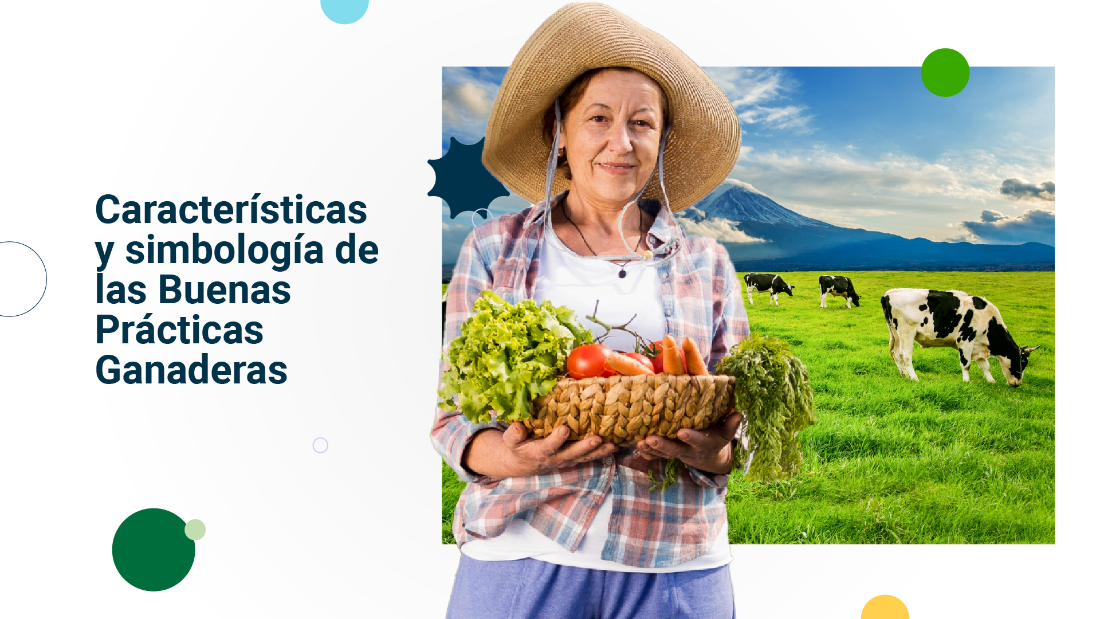 Características
y simbología de
las Buenas
Prácticas
Ganaderas